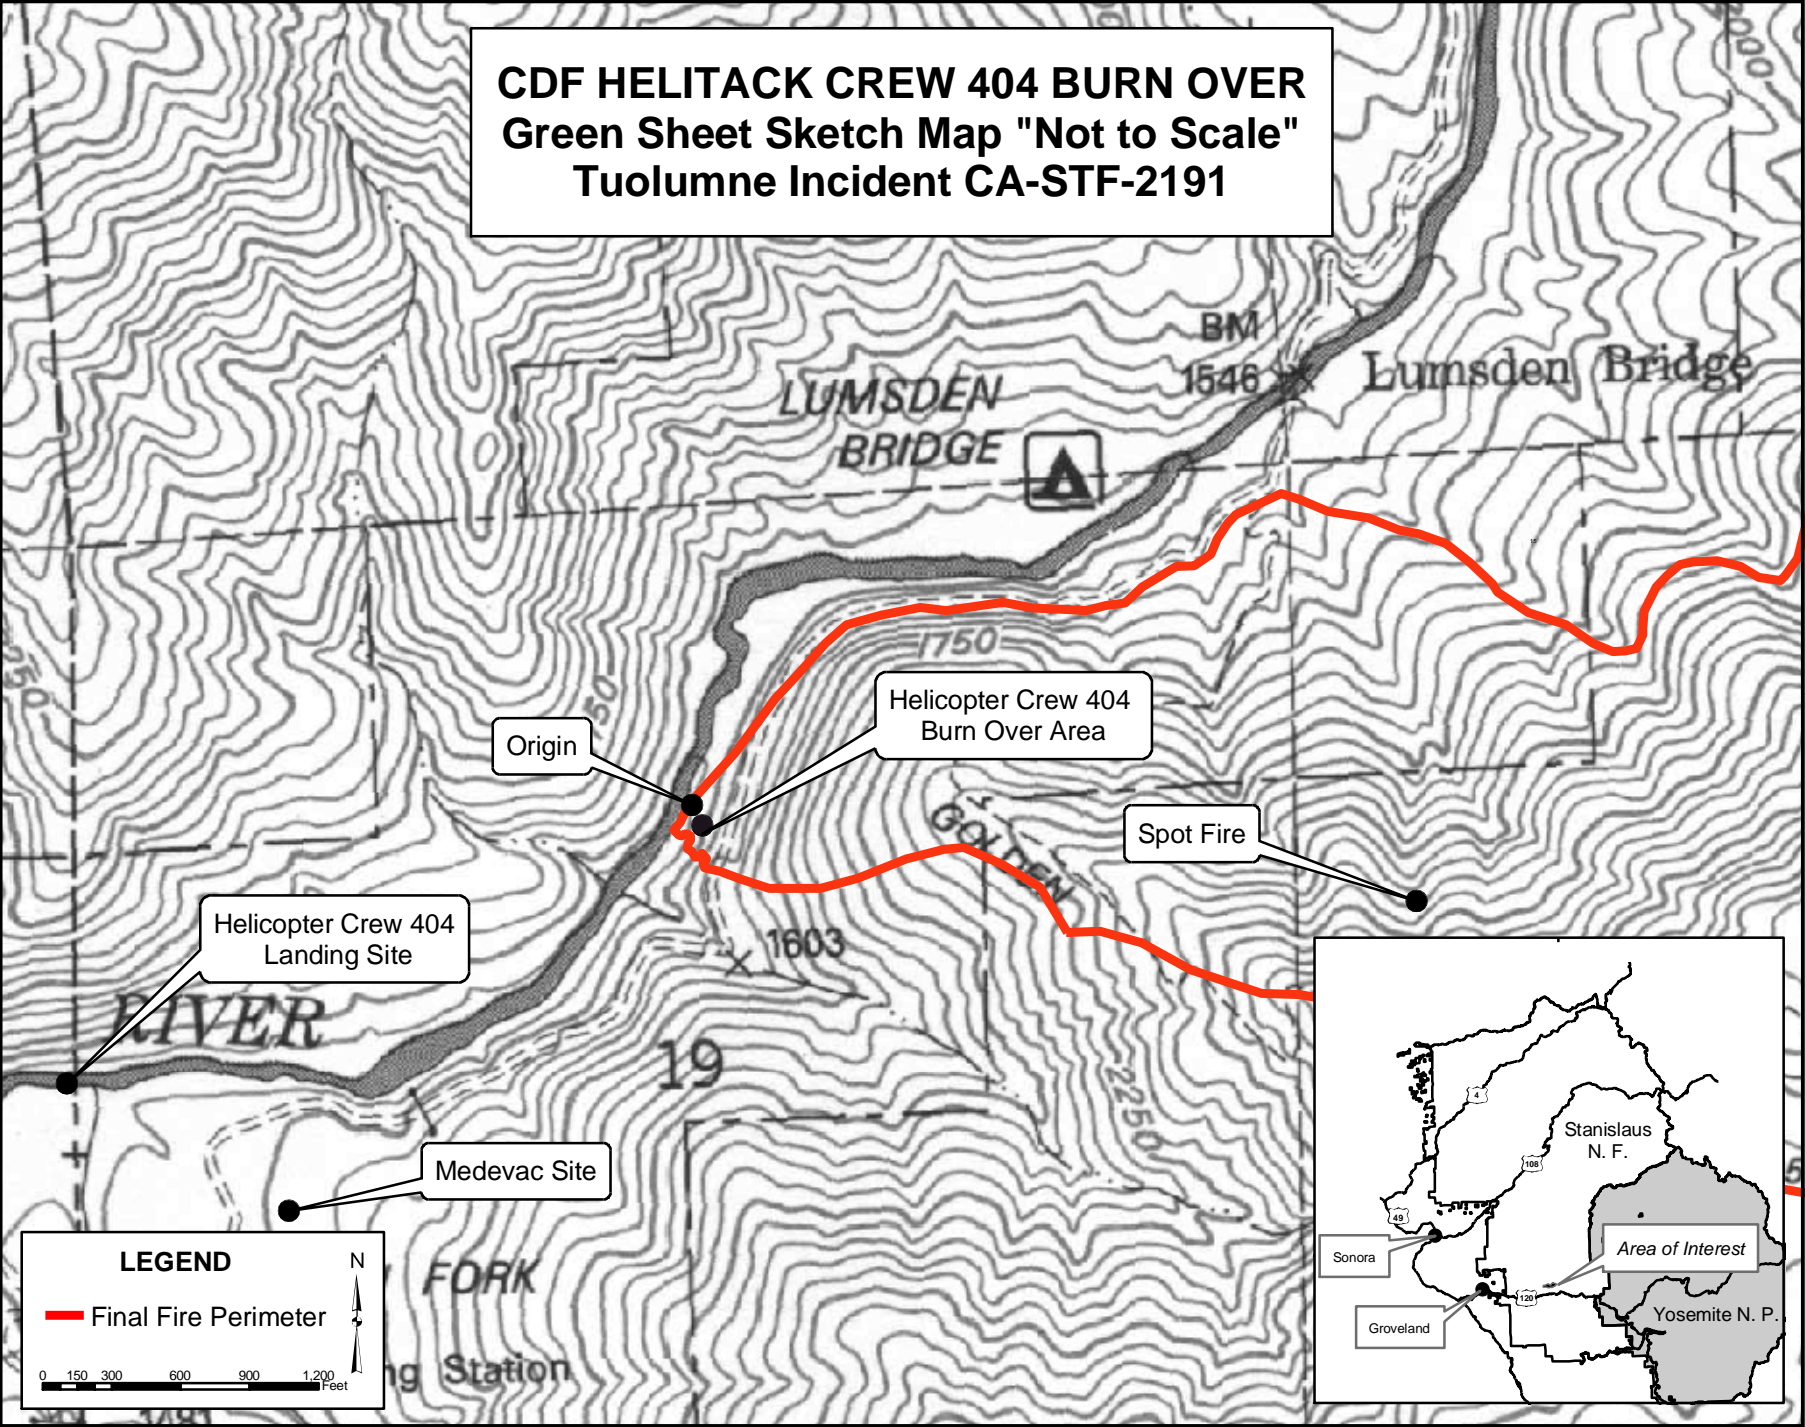 CDF HELITACK CREW 404 BURN OVER
Green Sheet Sketch Map "Not to Scale"
Tuolumne Incident CA-STF-2191
BM
1546
Lumsden Bridge
LUMSDEN
BRIDGE
1750
Helicopter Crew 404
Burn Over Area
Origin
GOLDEN
Spot Fire
Helicopter Crew 404
Landing Site
1603
RIVER
19
2250
Medevac Site
FORK
ng Station
LEGEND
N
Final Fire Perimeter
0 150 300 600 900 1,200
Feet
4
Stanislaus
N. F.
108
49
Sonora
Area of Interest
120
Groveland
Yosemite N. P.